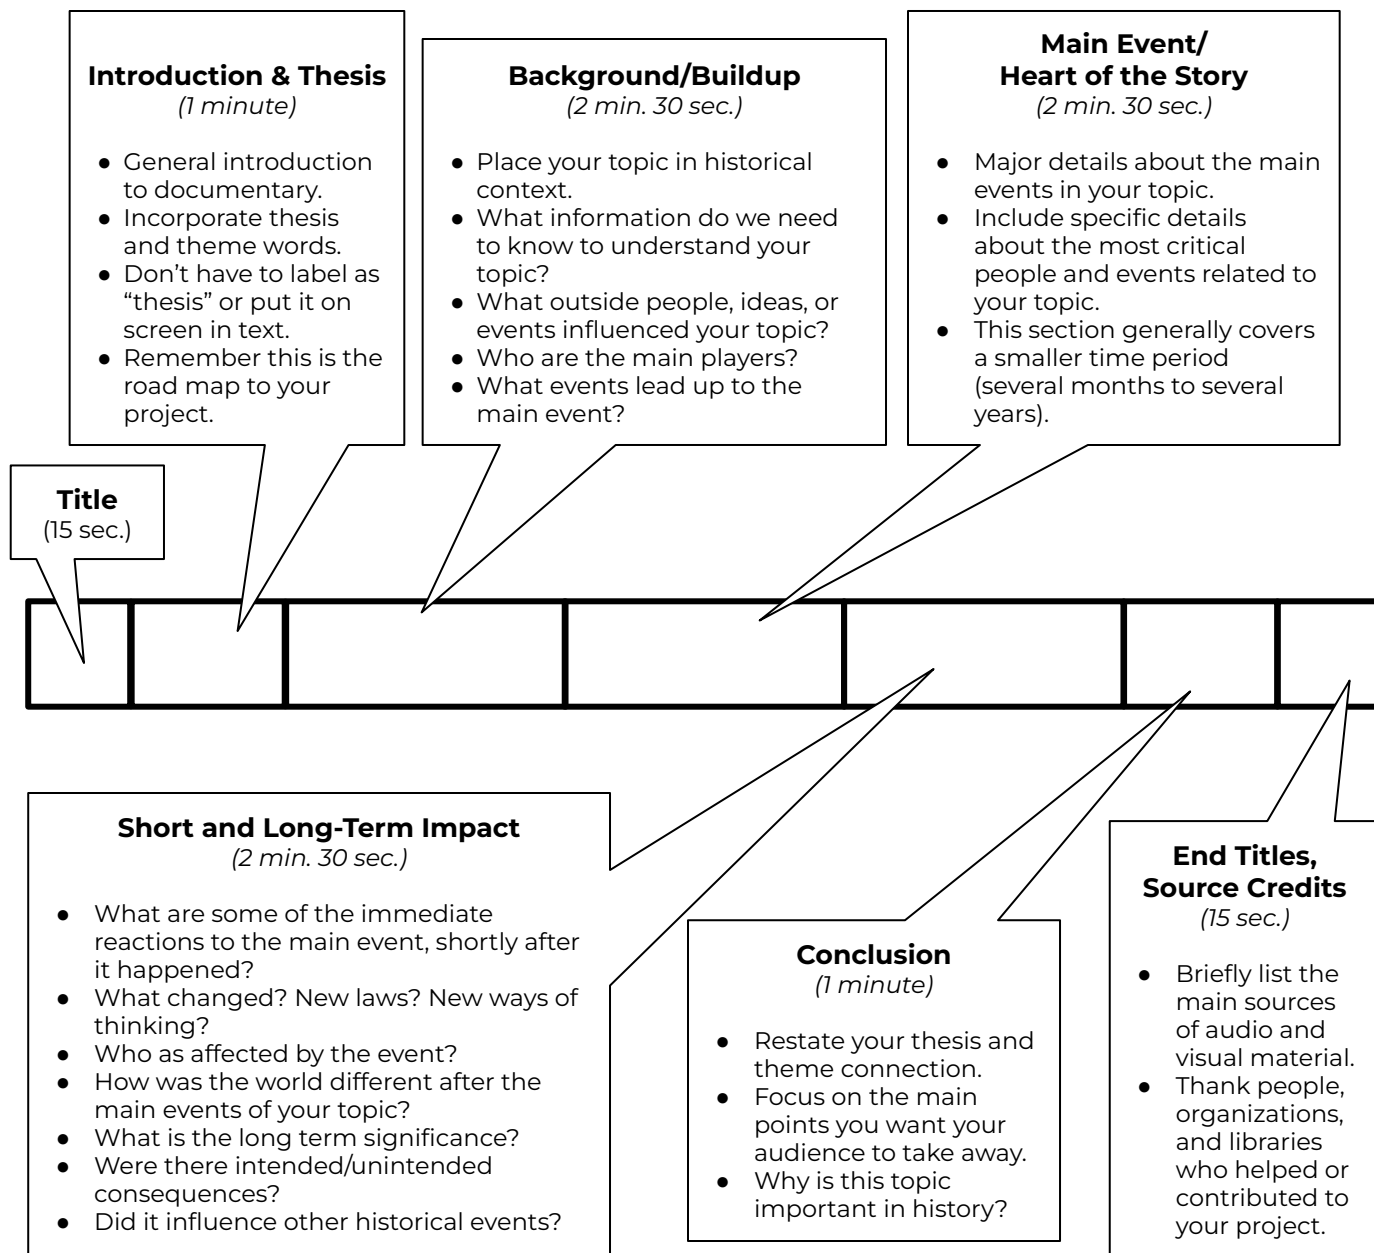 Introduction & Thesis
(1 minute)
● General introduction
to documentary.
● Incorporate thesis
and theme words.
● Don’t have to label as
“thesis” or put it on
screen in text.
● Remember this is the
road map to your
project.
Background/Buildup
(2 min. 30 sec.)
● Place your topic in historical
context.
● What information do we need
to know to understand your
topic?
● What outside people, ideas, or
events influenced your topic?
● Who are the main players?
● What events lead up to the
main event?
Main Event/
Heart of the Story
(2 min. 30 sec.)
● Major details about the main
events in your topic.
● Include specific details
about the most critical
people and events related to
your topic.
● This section generally covers
a smaller time period
(several months to several
years).
Title
(15 sec.)
Short and Long-Term Impact
(2 min. 30 sec.)
● What are some of the immediate
reactions to the main event, shortly after
it happened?
● What changed? New laws? New ways of
thinking?
● Who as affected by the event?
● How was the world different after the
main events of your topic?
● What is the long term significance?
● Were there intended/unintended
consequences?
● Did it influence other historical events?
Conclusion
(1 minute)
● Restate your thesis and
theme connection.
● Focus on the main
points you want your
audience to take away.
● Why is this topic
important in history?
End Titles,
Source Credits
(15 sec.)
● Briefly list the
main sources
of audio and
visual material.
● Thank people,
organizations,
and libraries
who helped or
contributed to
your project.